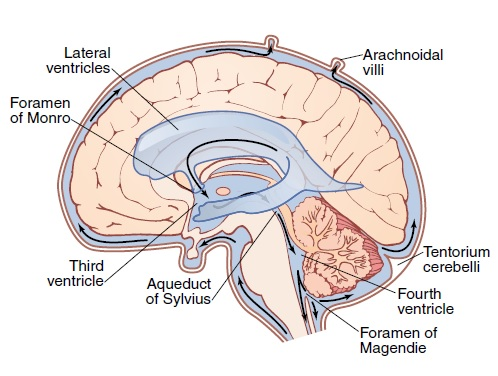 Lateral
ventricles
Arachnoidal
villi
Foramen
of Monro
Third
ventricle
Aqueduct
of Sylvius
Tentorium
cerebelli
Fourth
ventricle
Foramen of
Magendie